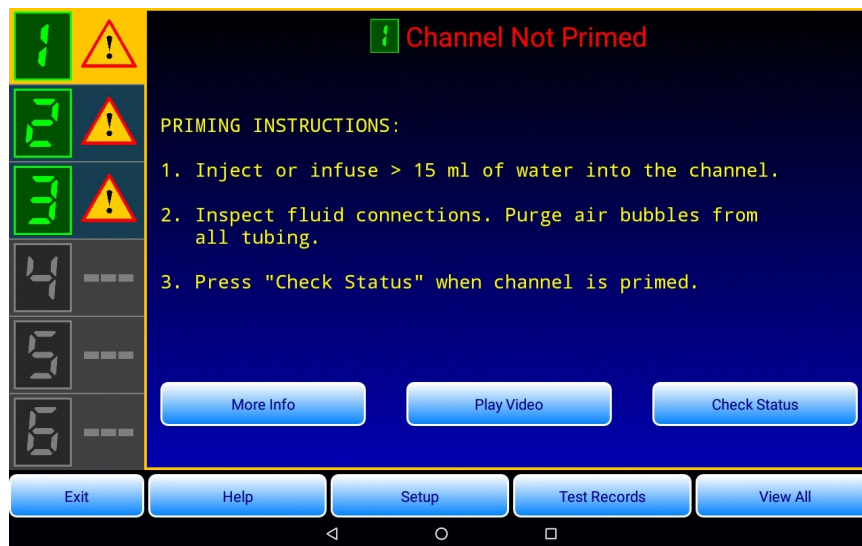 1 Channel Not Primed
1
2
3
4 ---
5 ---
6 ---
PRIMING INSTRUCTIONS:
1. Inject or infuse > 15 ml of water into the channel.
2. Inspect fluid connections. Purge air bubbles from
all tubing.
3. Press "Check Status" when channel is primed.
More Info Play Video Check Status
Exit Help Setup Test Records View All